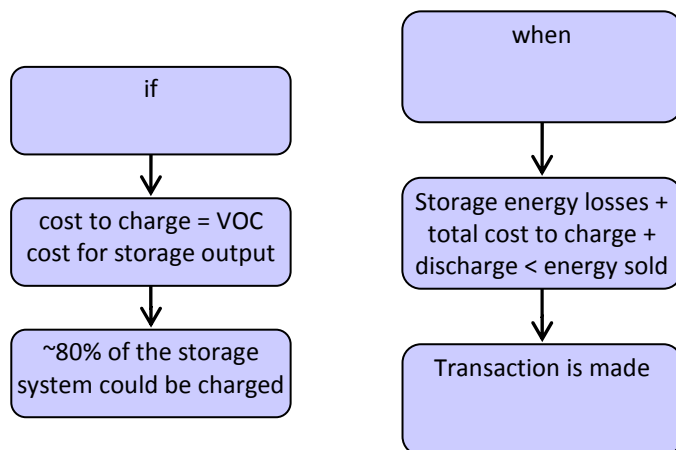 if
cost to charge = VOC
cost for storage output
~80% of the storage
system could be charged
when
Storage energy losses +
total cost to charge +
discharge < energy sold
Transaction is made